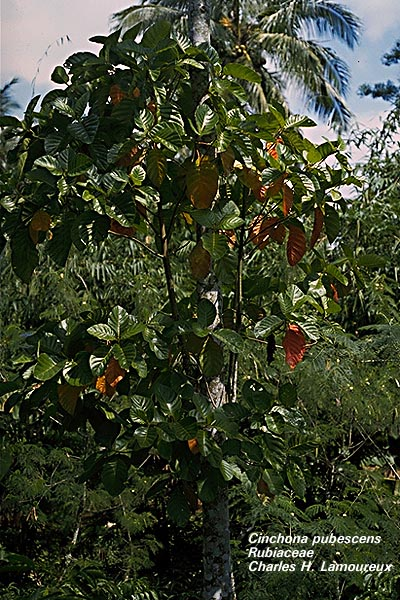 Cinchona pubescens
Rubiaceae
Charles H. Lamoureux